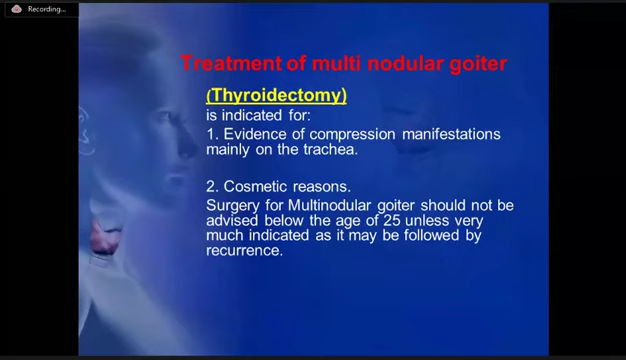 Recording...
Treatment of multi nodular goiter
(Thyroidectomy)
is indicated for:
1. Evidence of compression manifestations
mainly on the trachea.
2. Cosmetic reasons.
Surgery for Multinodular goiter should not be
advised below the age of 25 unless very
much indicated as it may be followed by
recurrence.